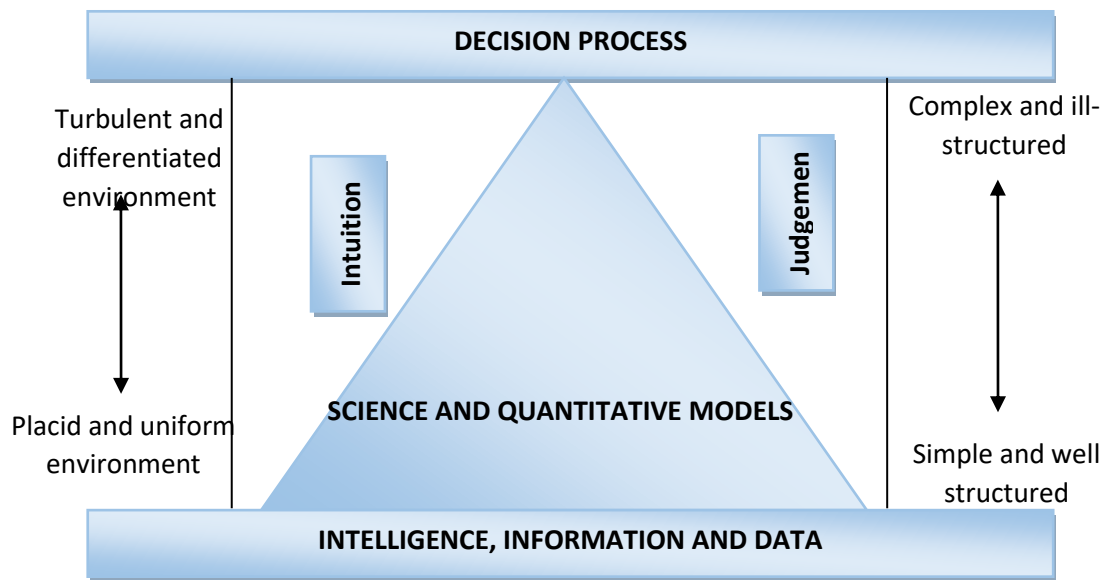 DECISION PROCESS
Turbulent and
differentiated
environment
Complex and ill-
structured
Intuition
Judgemen
SCIENCE AND QUANTITATIVE MODELS
Placid and uniform
environment
Simple and well
structured
INTELLIGENCE, INFORMATION AND DATA